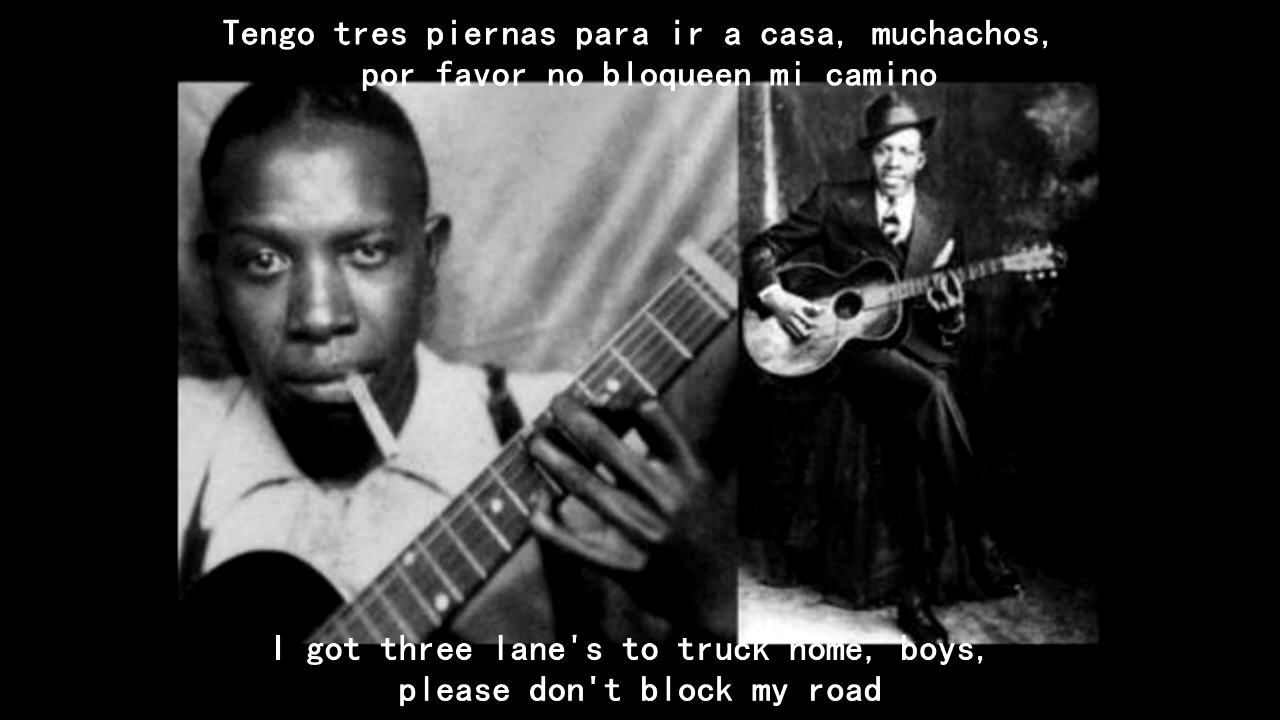 Tengo tres piernas para ir a casa, muchachos,
por favor no bloqueen mi camino
I got three lane's to truck home, boys,
please don't block my road